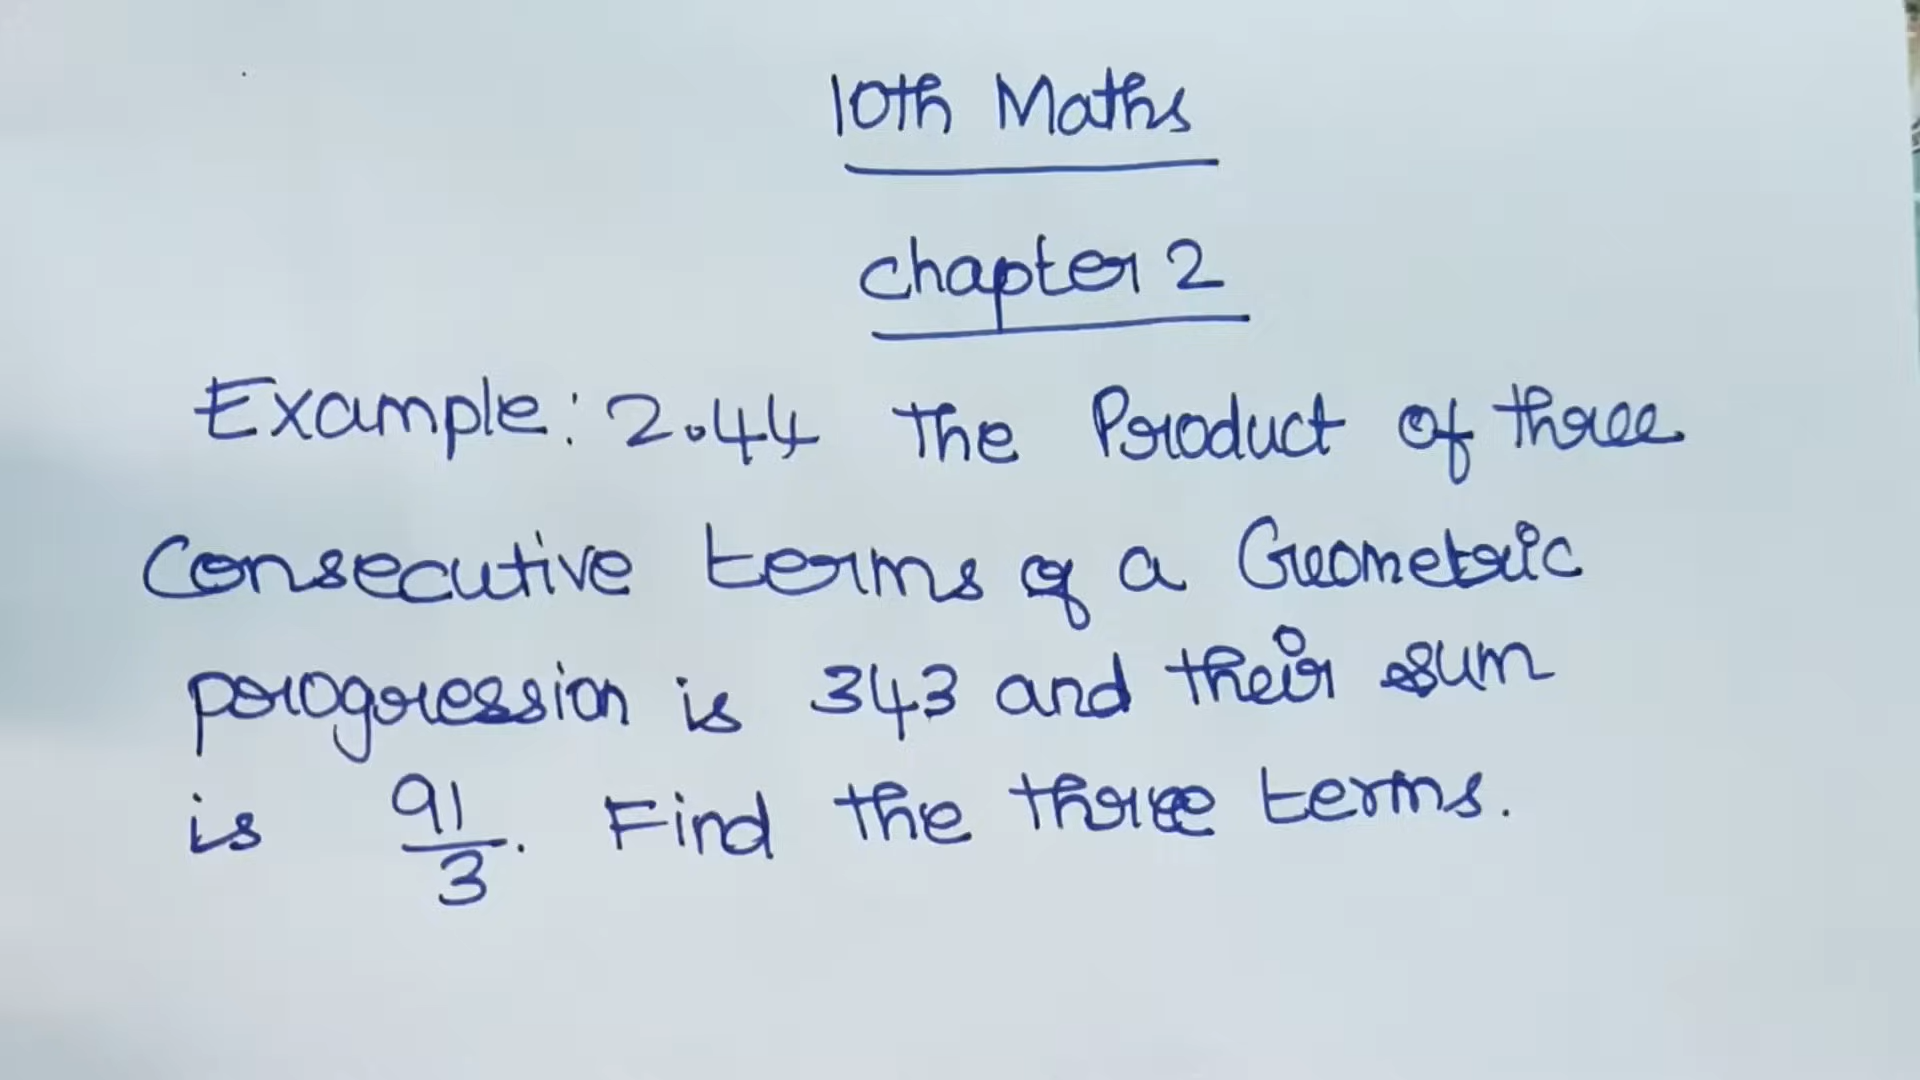 10th Maths
chapter 2
Example: 2.44 The Product of three
Consecutive terms of a Geometric
progression is 343 and their sum
is 91/3. Find the three terms.